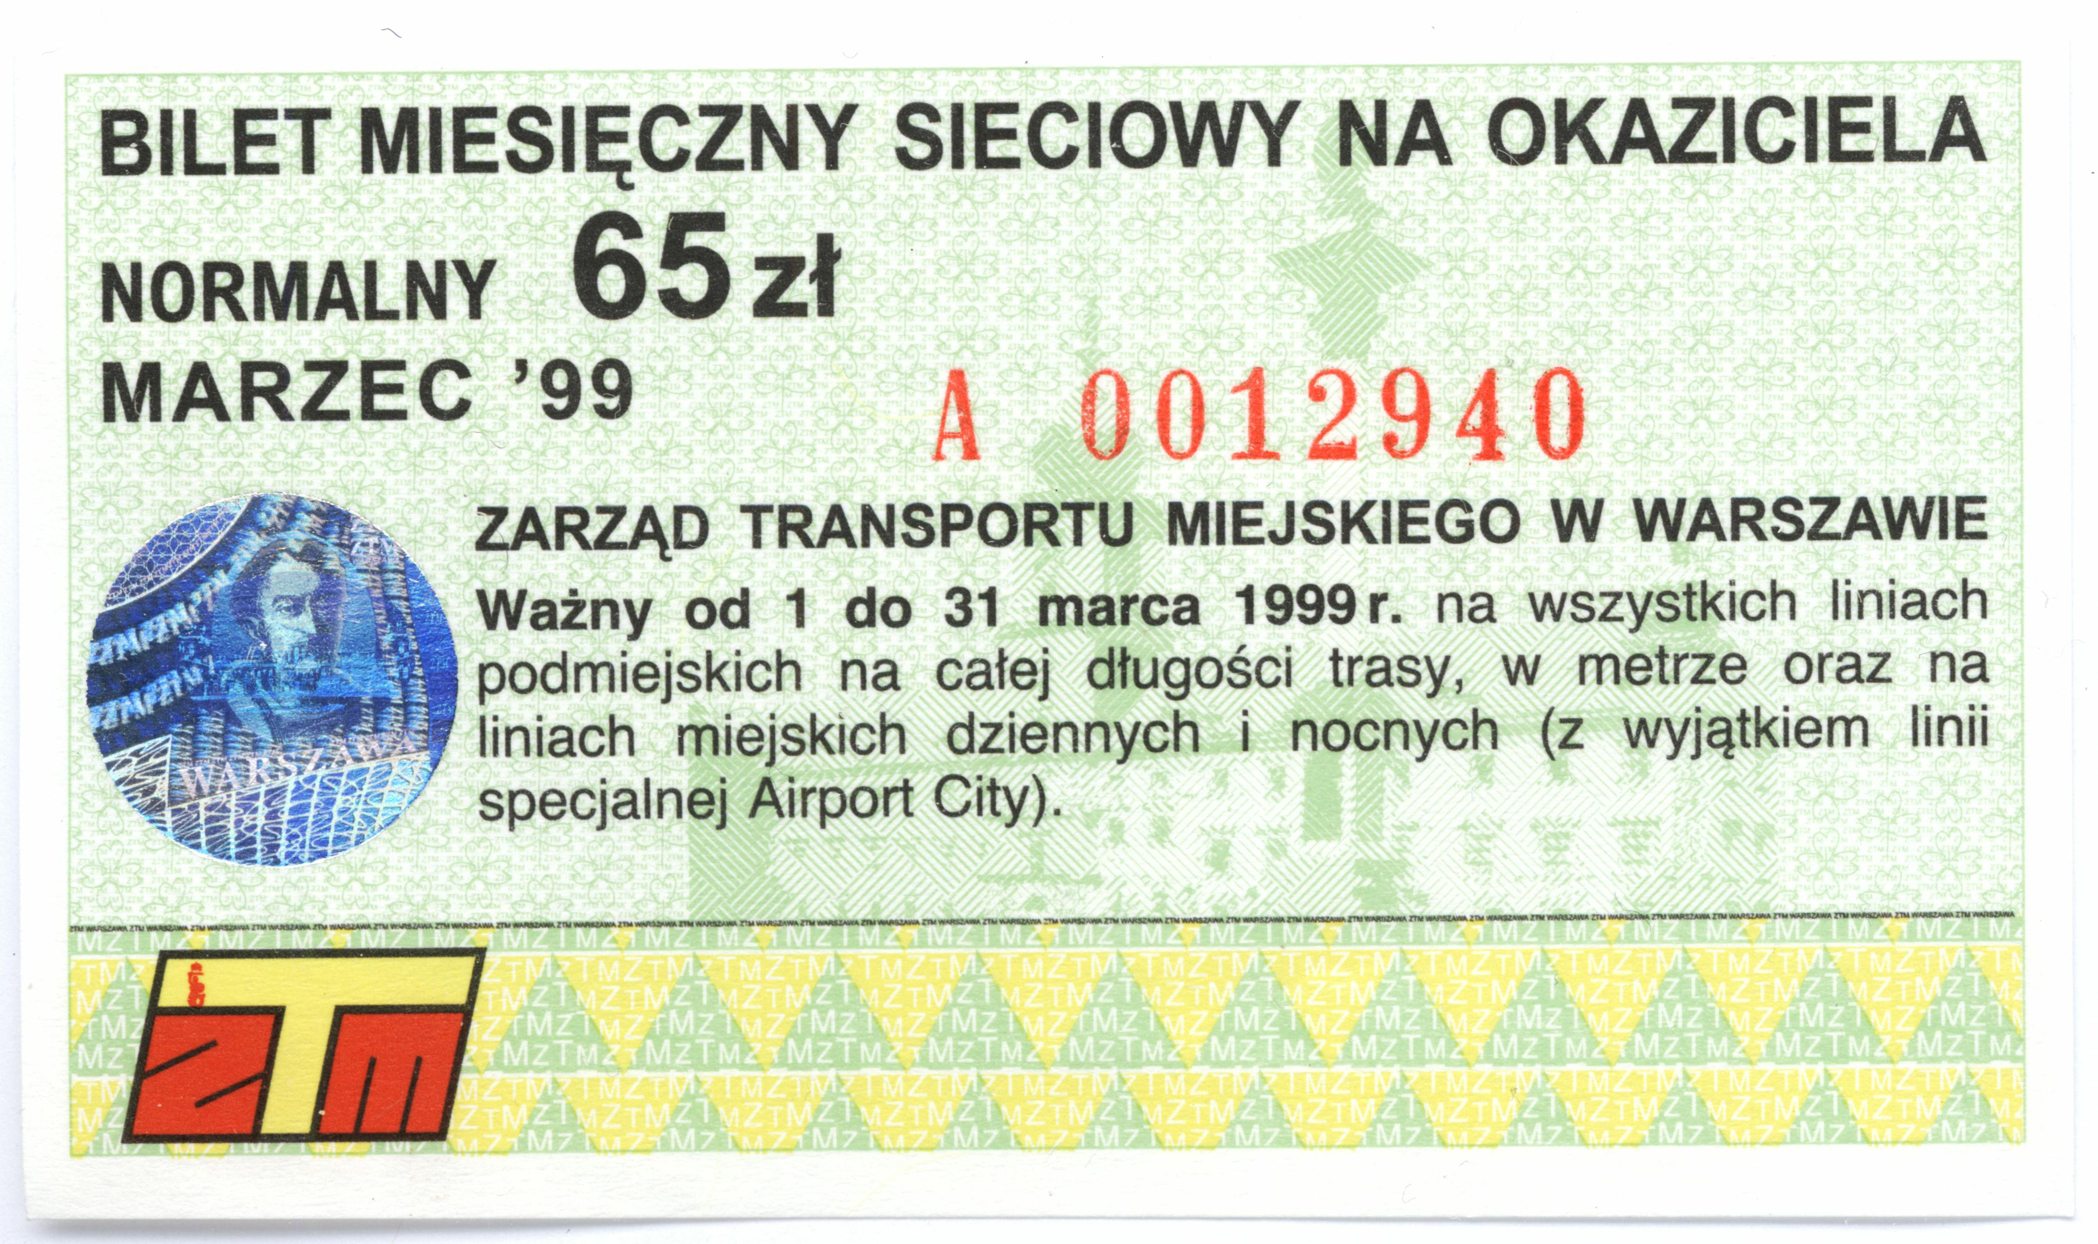 BILET MIESIĘCZNY SIECIOWY NA OKAZICIELA
NORMALNY 65 zł
MARZEC '99
A 0012940
ZARZĄD TRANSPORTU MIEJSKIEGO W WARSZAWIE
Ważny od 1 do 31 marca 1999 r. na wszystkich liniach
podmiejskich na całej długości trasy, w metrze oraz na
liniach miejskich dziennych i nocnych (z wyjątkiem linii
specjalnej Airport City).
WARSZAWA
ZTM